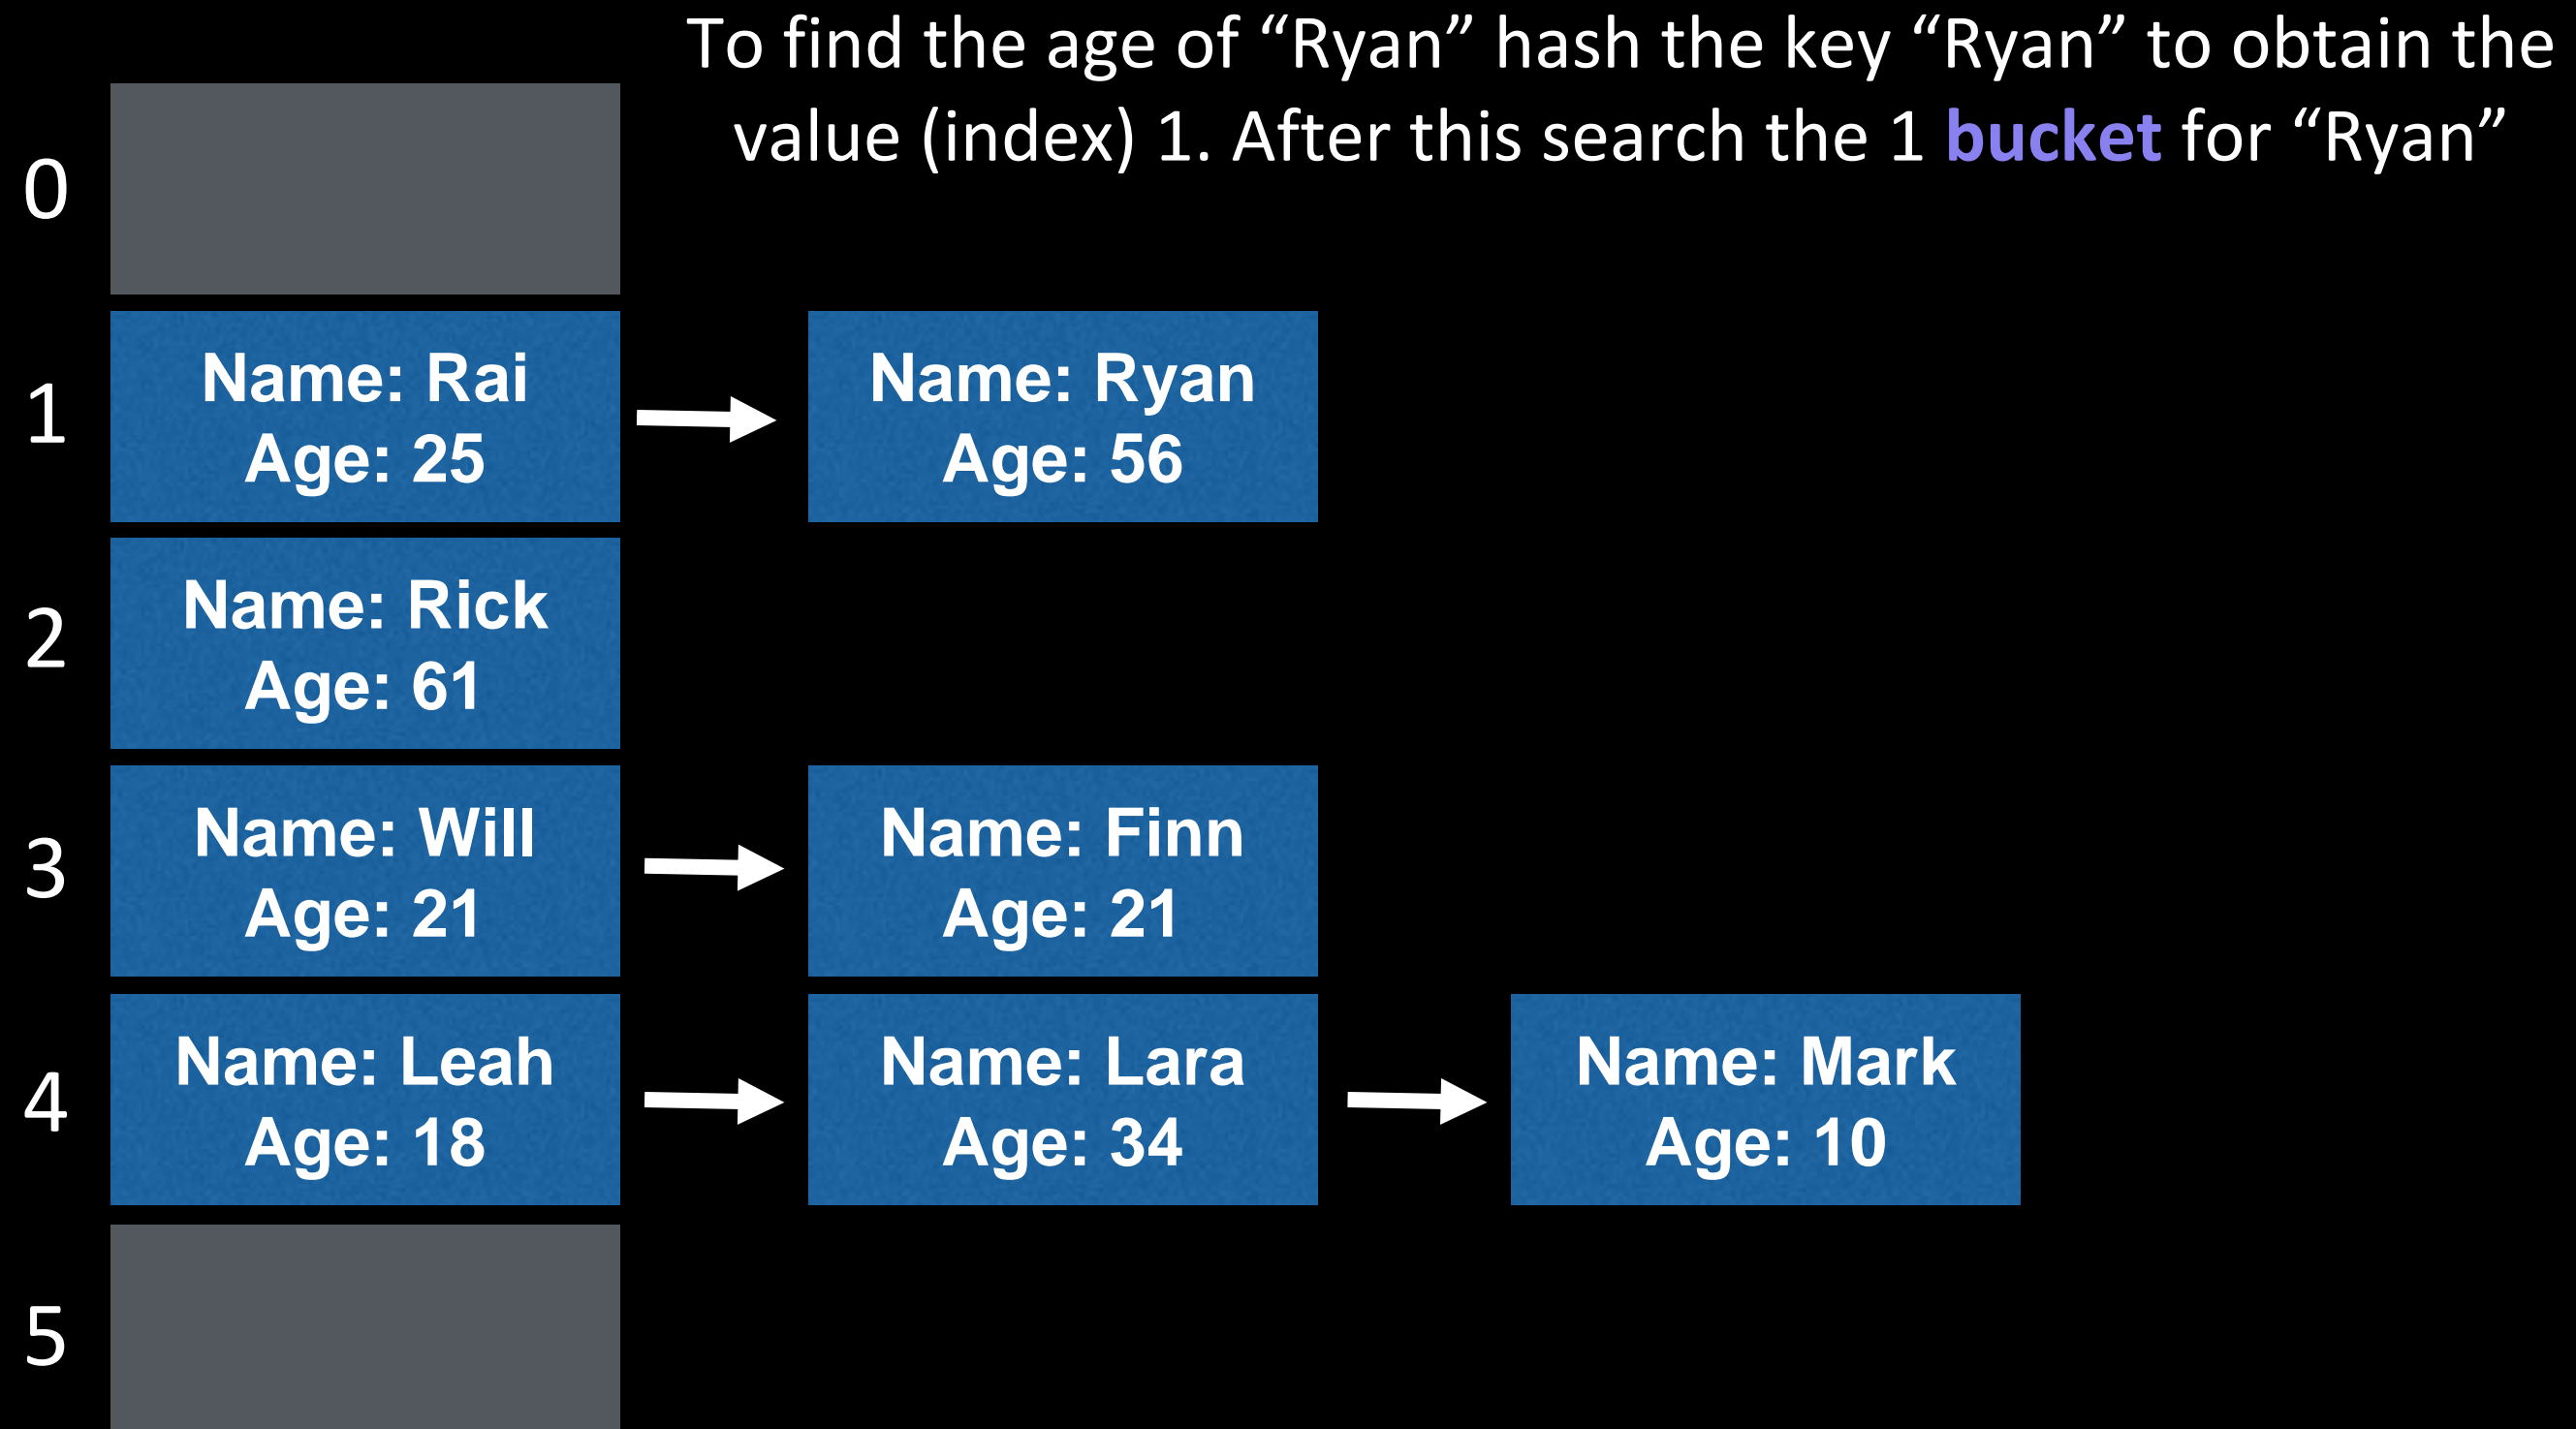 To find the age of “Ryan” hash the key “Ryan” to obtain the
value (index) 1. After this search the 1 bucket for “Ryan”
0
1
Name: Rai
Age: 25
Name: Ryan
Age: 56
2
Name: Rick
Age: 61
3
Name: Will
Age: 21
Name: Finn
Age: 21
4
Name: Leah
Age: 18
Name: Lara
Age: 34
Name: Mark
Age: 10
5